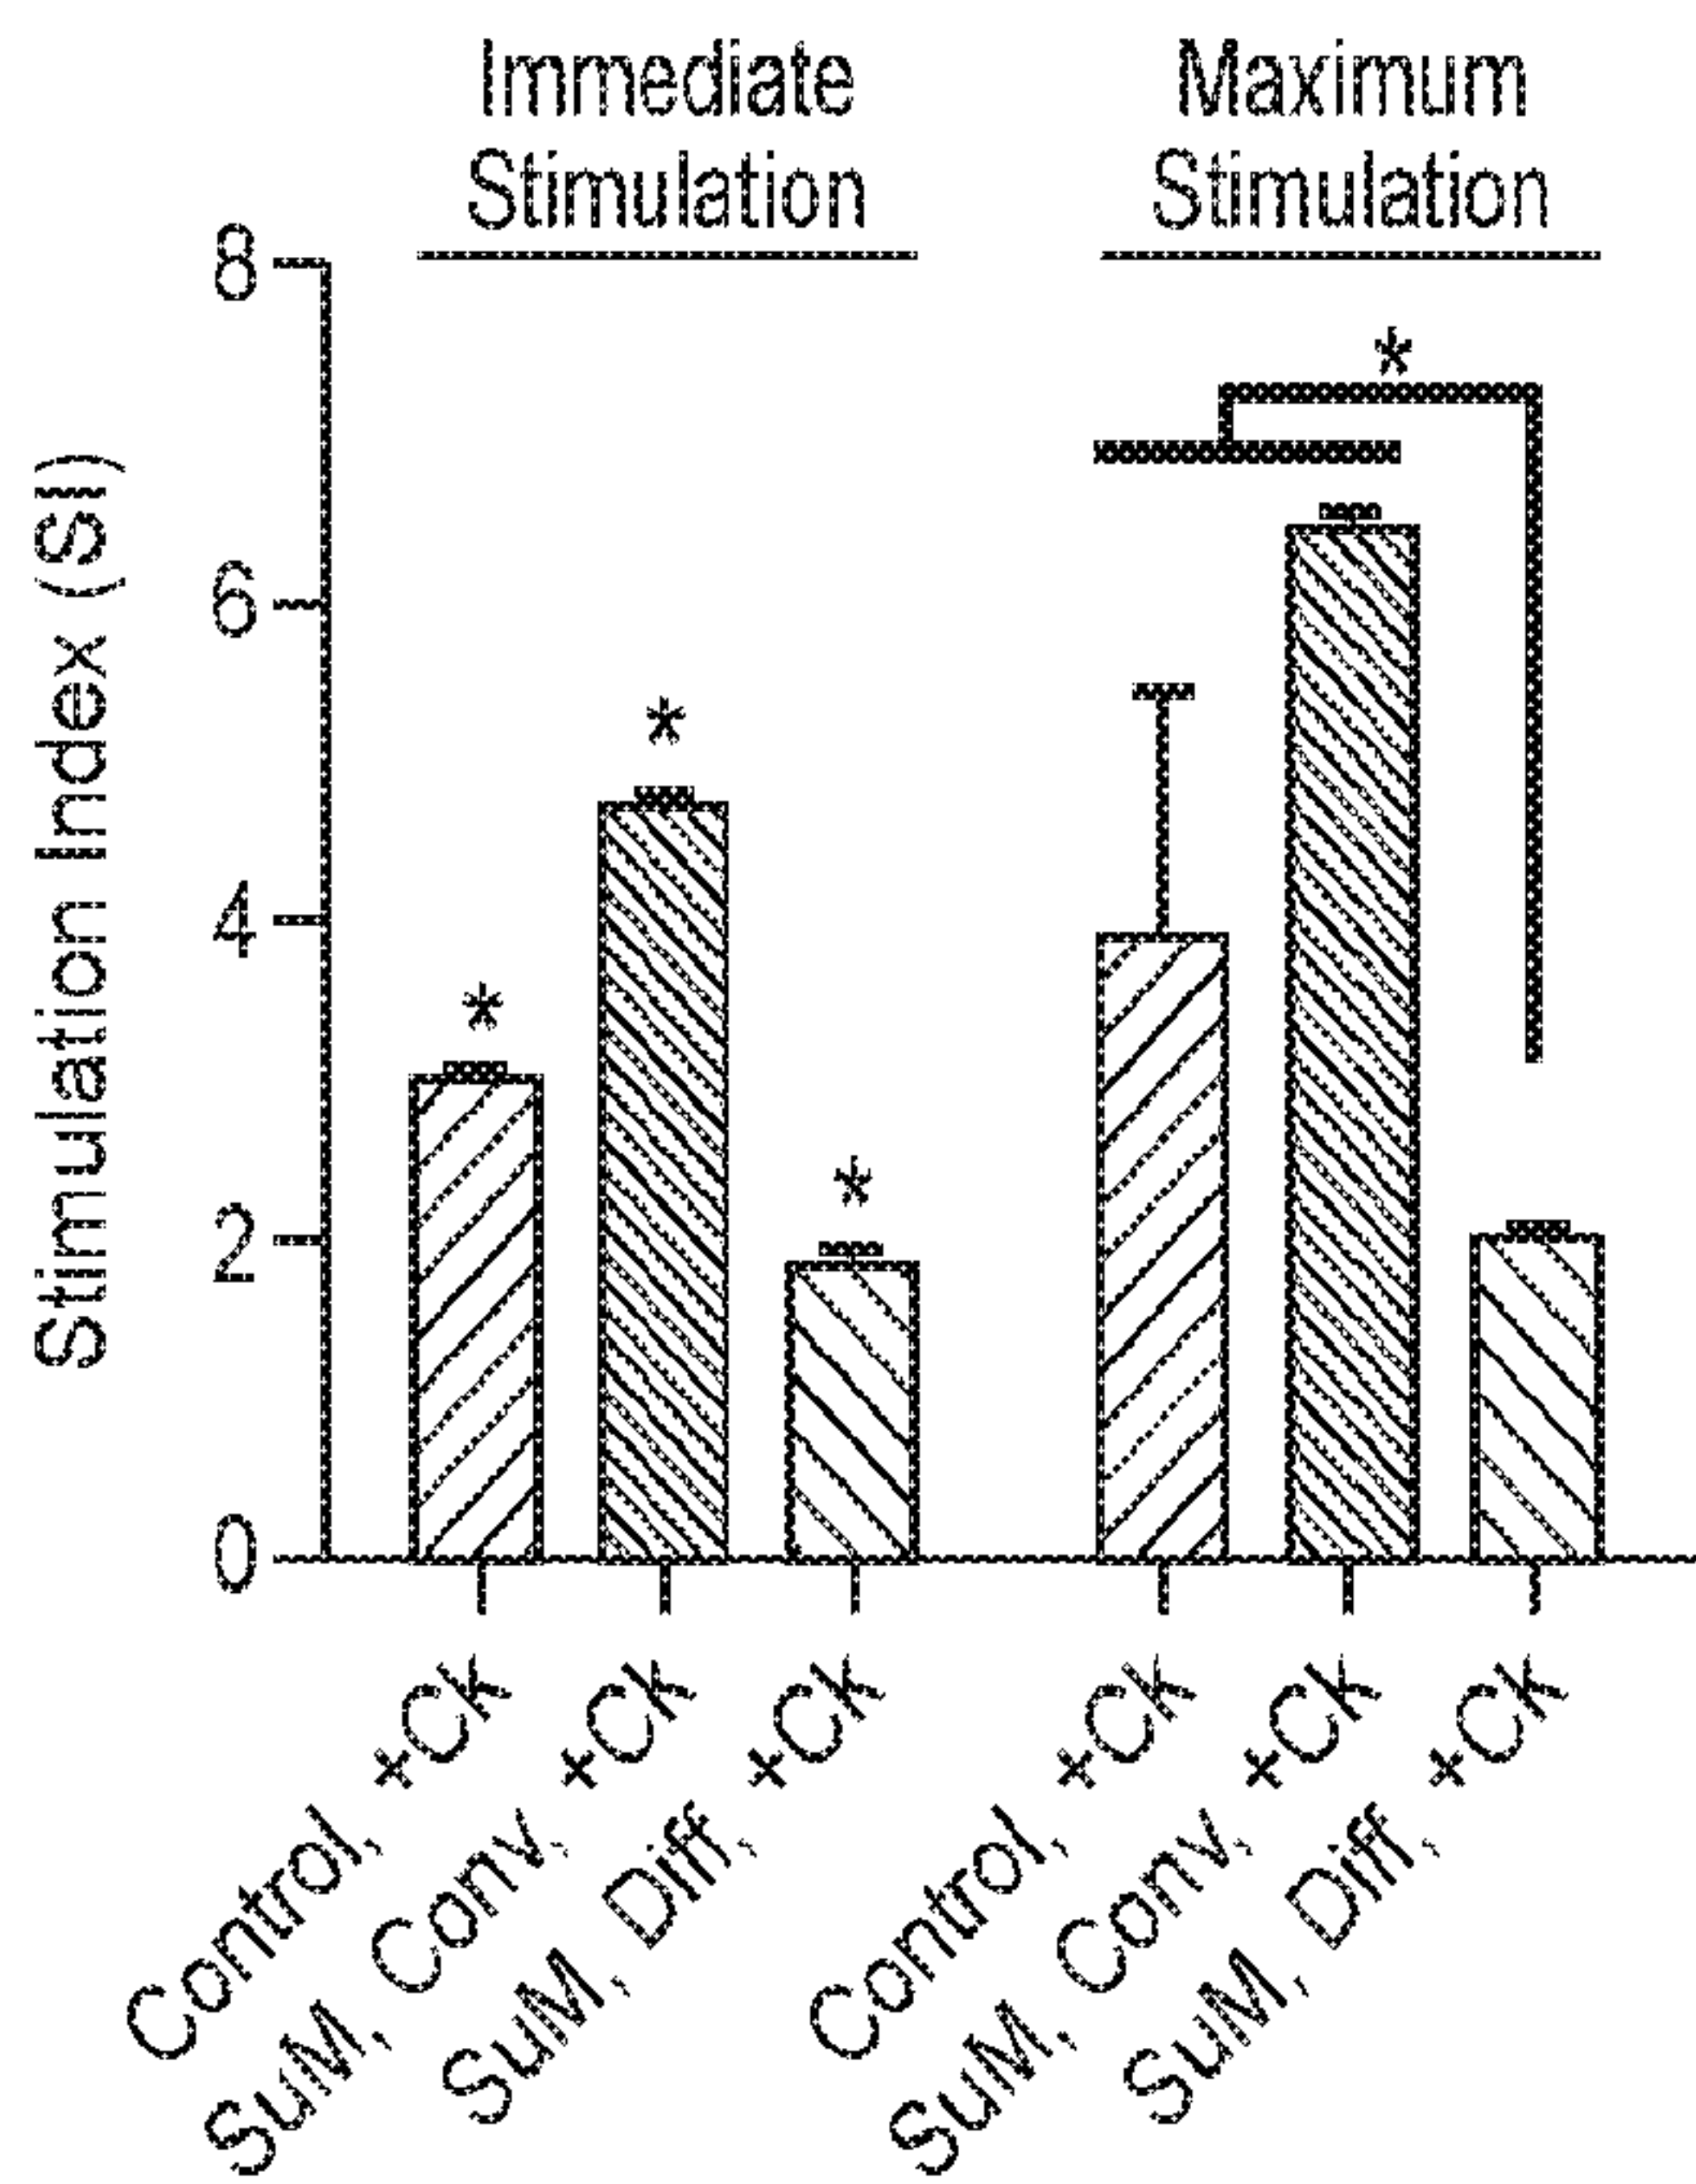 Immediate
Stimulation
Maximum
Stimulation
*
*
*
*
Stimulation Index (SI)
8
6
4
2
0
Control, +Ck
SuM, Conv, +Ck
SuM, Diff, +Ck
Control, +Ck
SuM, Conv, +Ck
SuM, Diff, +Ck